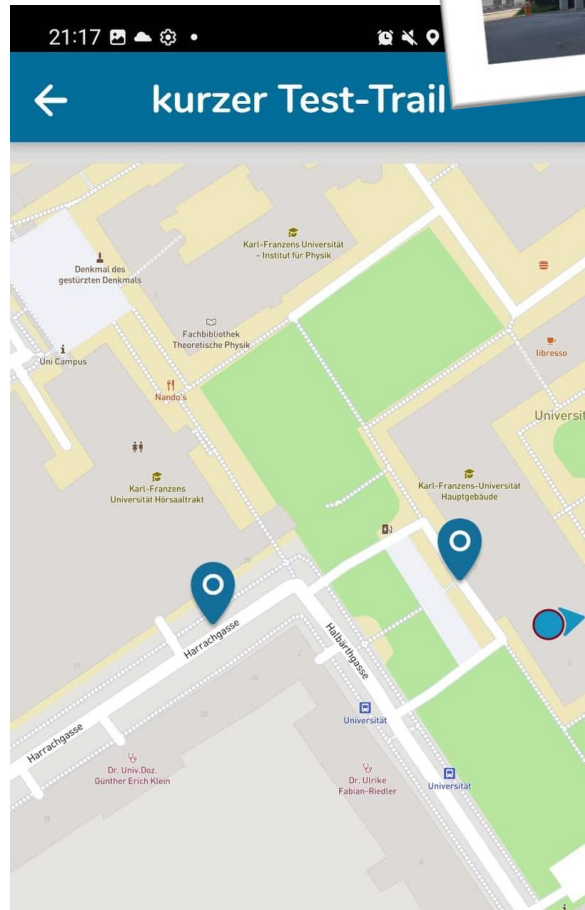 21:17
kurzer Test-Trail
Karl-Franzens Universität
– Institut für Physik
Denkmal des
gestürzten Denkmals
Fachbibliothek
Theoretische Physik
libresso
i
Uni Campus
Nando's
Universit
Karl-Franzens
Universität Hörsaaltrakt
Karl-Franzens-Universität
Hauptgebäude
Harrachgasse
Halbärthgasse
Universität
Harrachgasse
Dr. Univ.Doz.
Günther Erich Klein
Dr. Ulrike
Fabian-Riedler
Universität